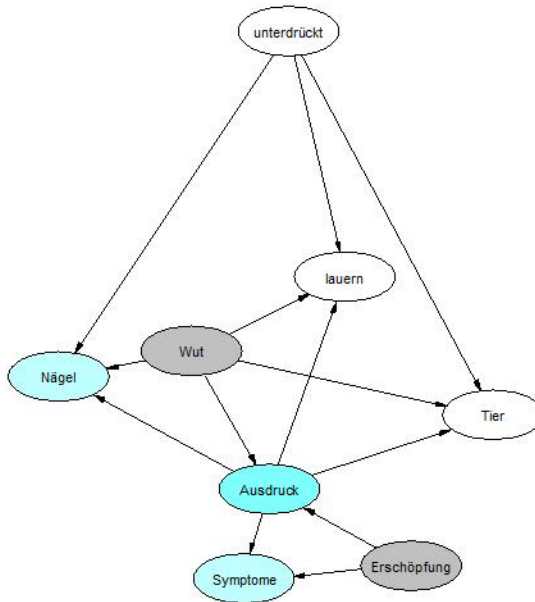 unterdrückt
lauern
Wut
Nägel
Tier
Ausdruck
Erschöpfung
Symptome